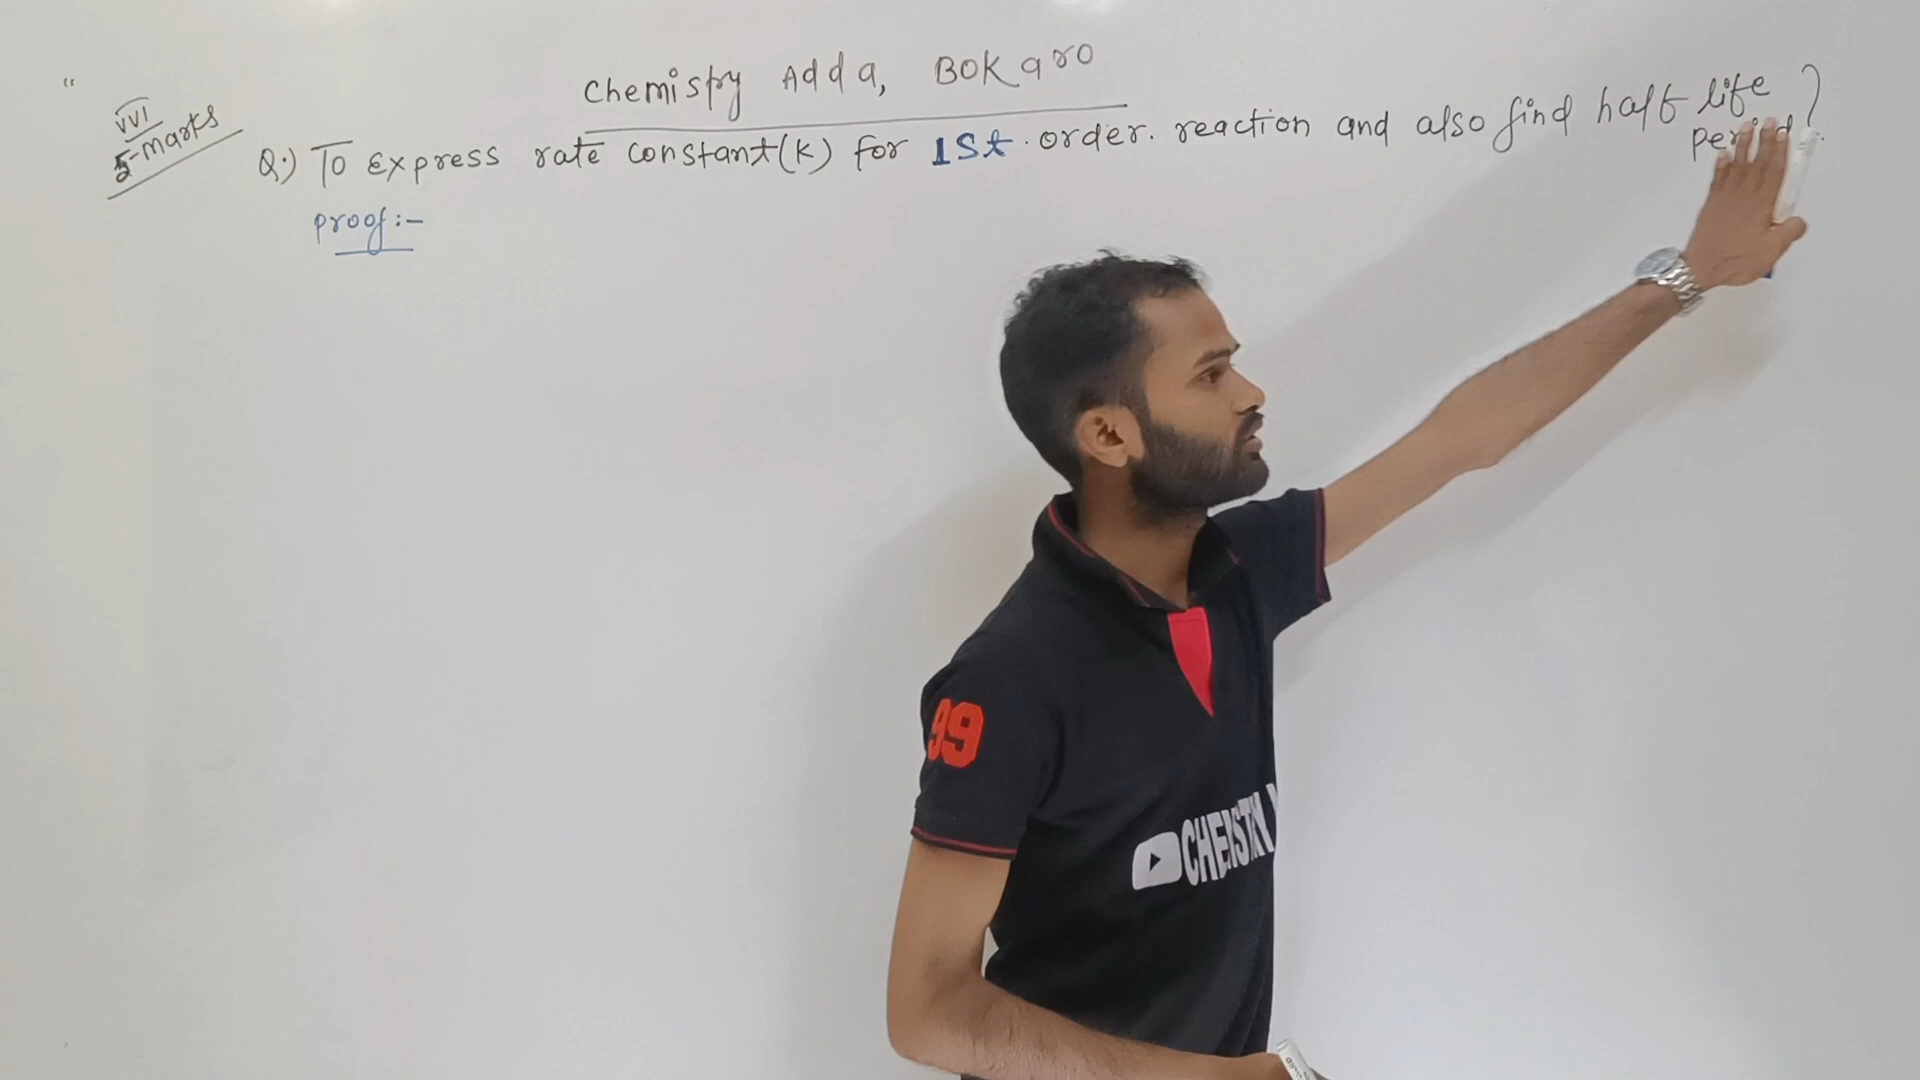 Chemistry Adda, BOKaro
VVI
5-marks
Q.) To Express rate constant(K) for 1St order. reaction and also find half life
period?
proof:-
99
CHEMISTRY